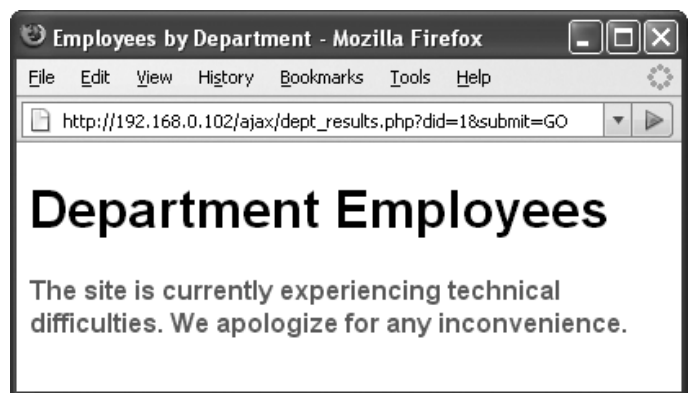 Employees by Department - Mozilla Firefox
File Edit View History Bookmarks Tools Help
http://192.168.0.102/ajax/dept_results.php?did=1&submit=GO
Department Employees
The site is currently experiencing technical
difficulties. We apologize for any inconvenience.